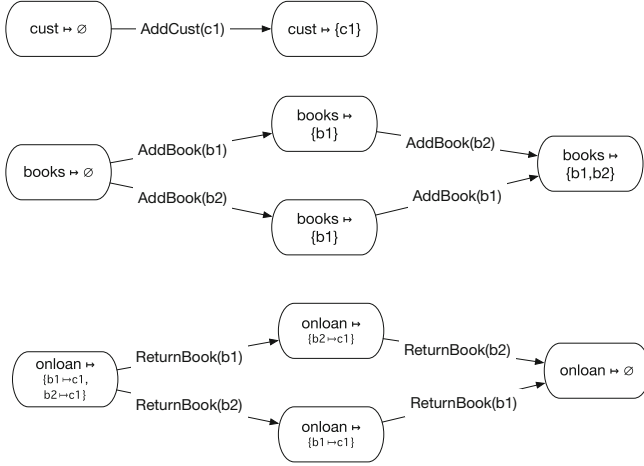 cust ↦ ∅
AddCust(c1)
cust ↦ {c1}
books ↦
{b1}
AddBook(b1)
AddBook(b2)
books ↦ ∅
books ↦
{b1,b2}
AddBook(b2)
AddBook(b1)
books ↦
{b1}
onloan ↦
{b2↦c1}
ReturnBook(b1)
ReturnBook(b2)
onloan ↦
{b1↦c1,
b2↦c1}
onloan ↦ ∅
ReturnBook(b2)
ReturnBook(b1)
onloan ↦
{b1↦c1}